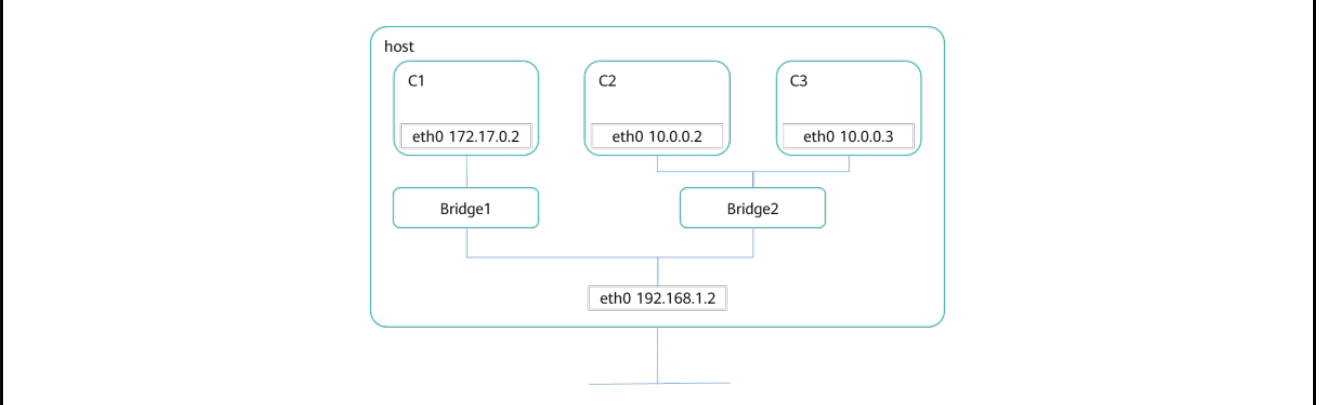 host
C1
C2
C3
eth0 172.17.0.2
eth0 10.0.0.2
eth0 10.0.0.3
Bridge1
Bridge2
eth0 192.168.1.2